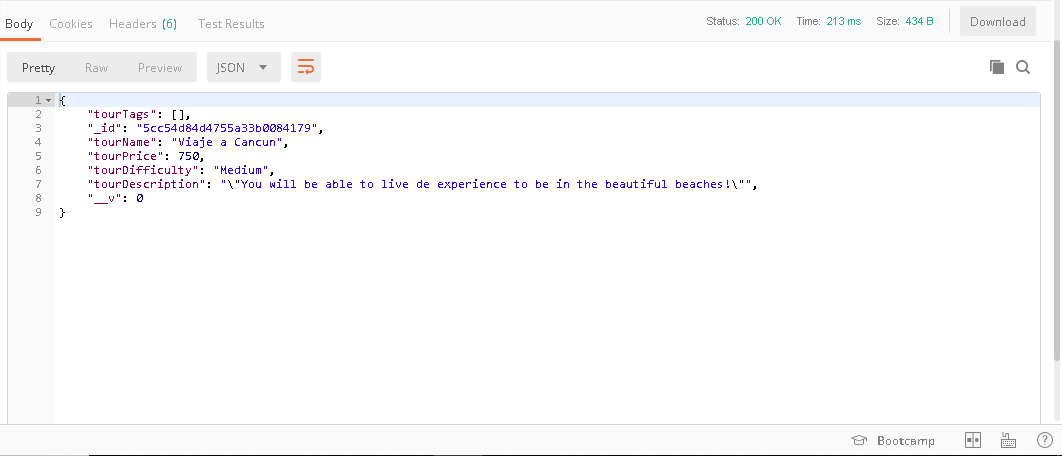 Body Cookies Headers (6) Test Results Status: 200 OK Time: 213 ms Size: 434 B Download
Pretty Raw Preview JSON
1 {
2 "tourTags": [],
3 "_id": "5cc54d84d4755a33b0084179",
4 "tourName": "Viaje a Cancun",
5 "tourPrice": 750,
6 "tourDifficulty": "Medium",
7 "tourDescription": "\"You will be able to live de experience to be in the beautiful beaches!\"",
8 "__v": 0
9 }
Bootcamp